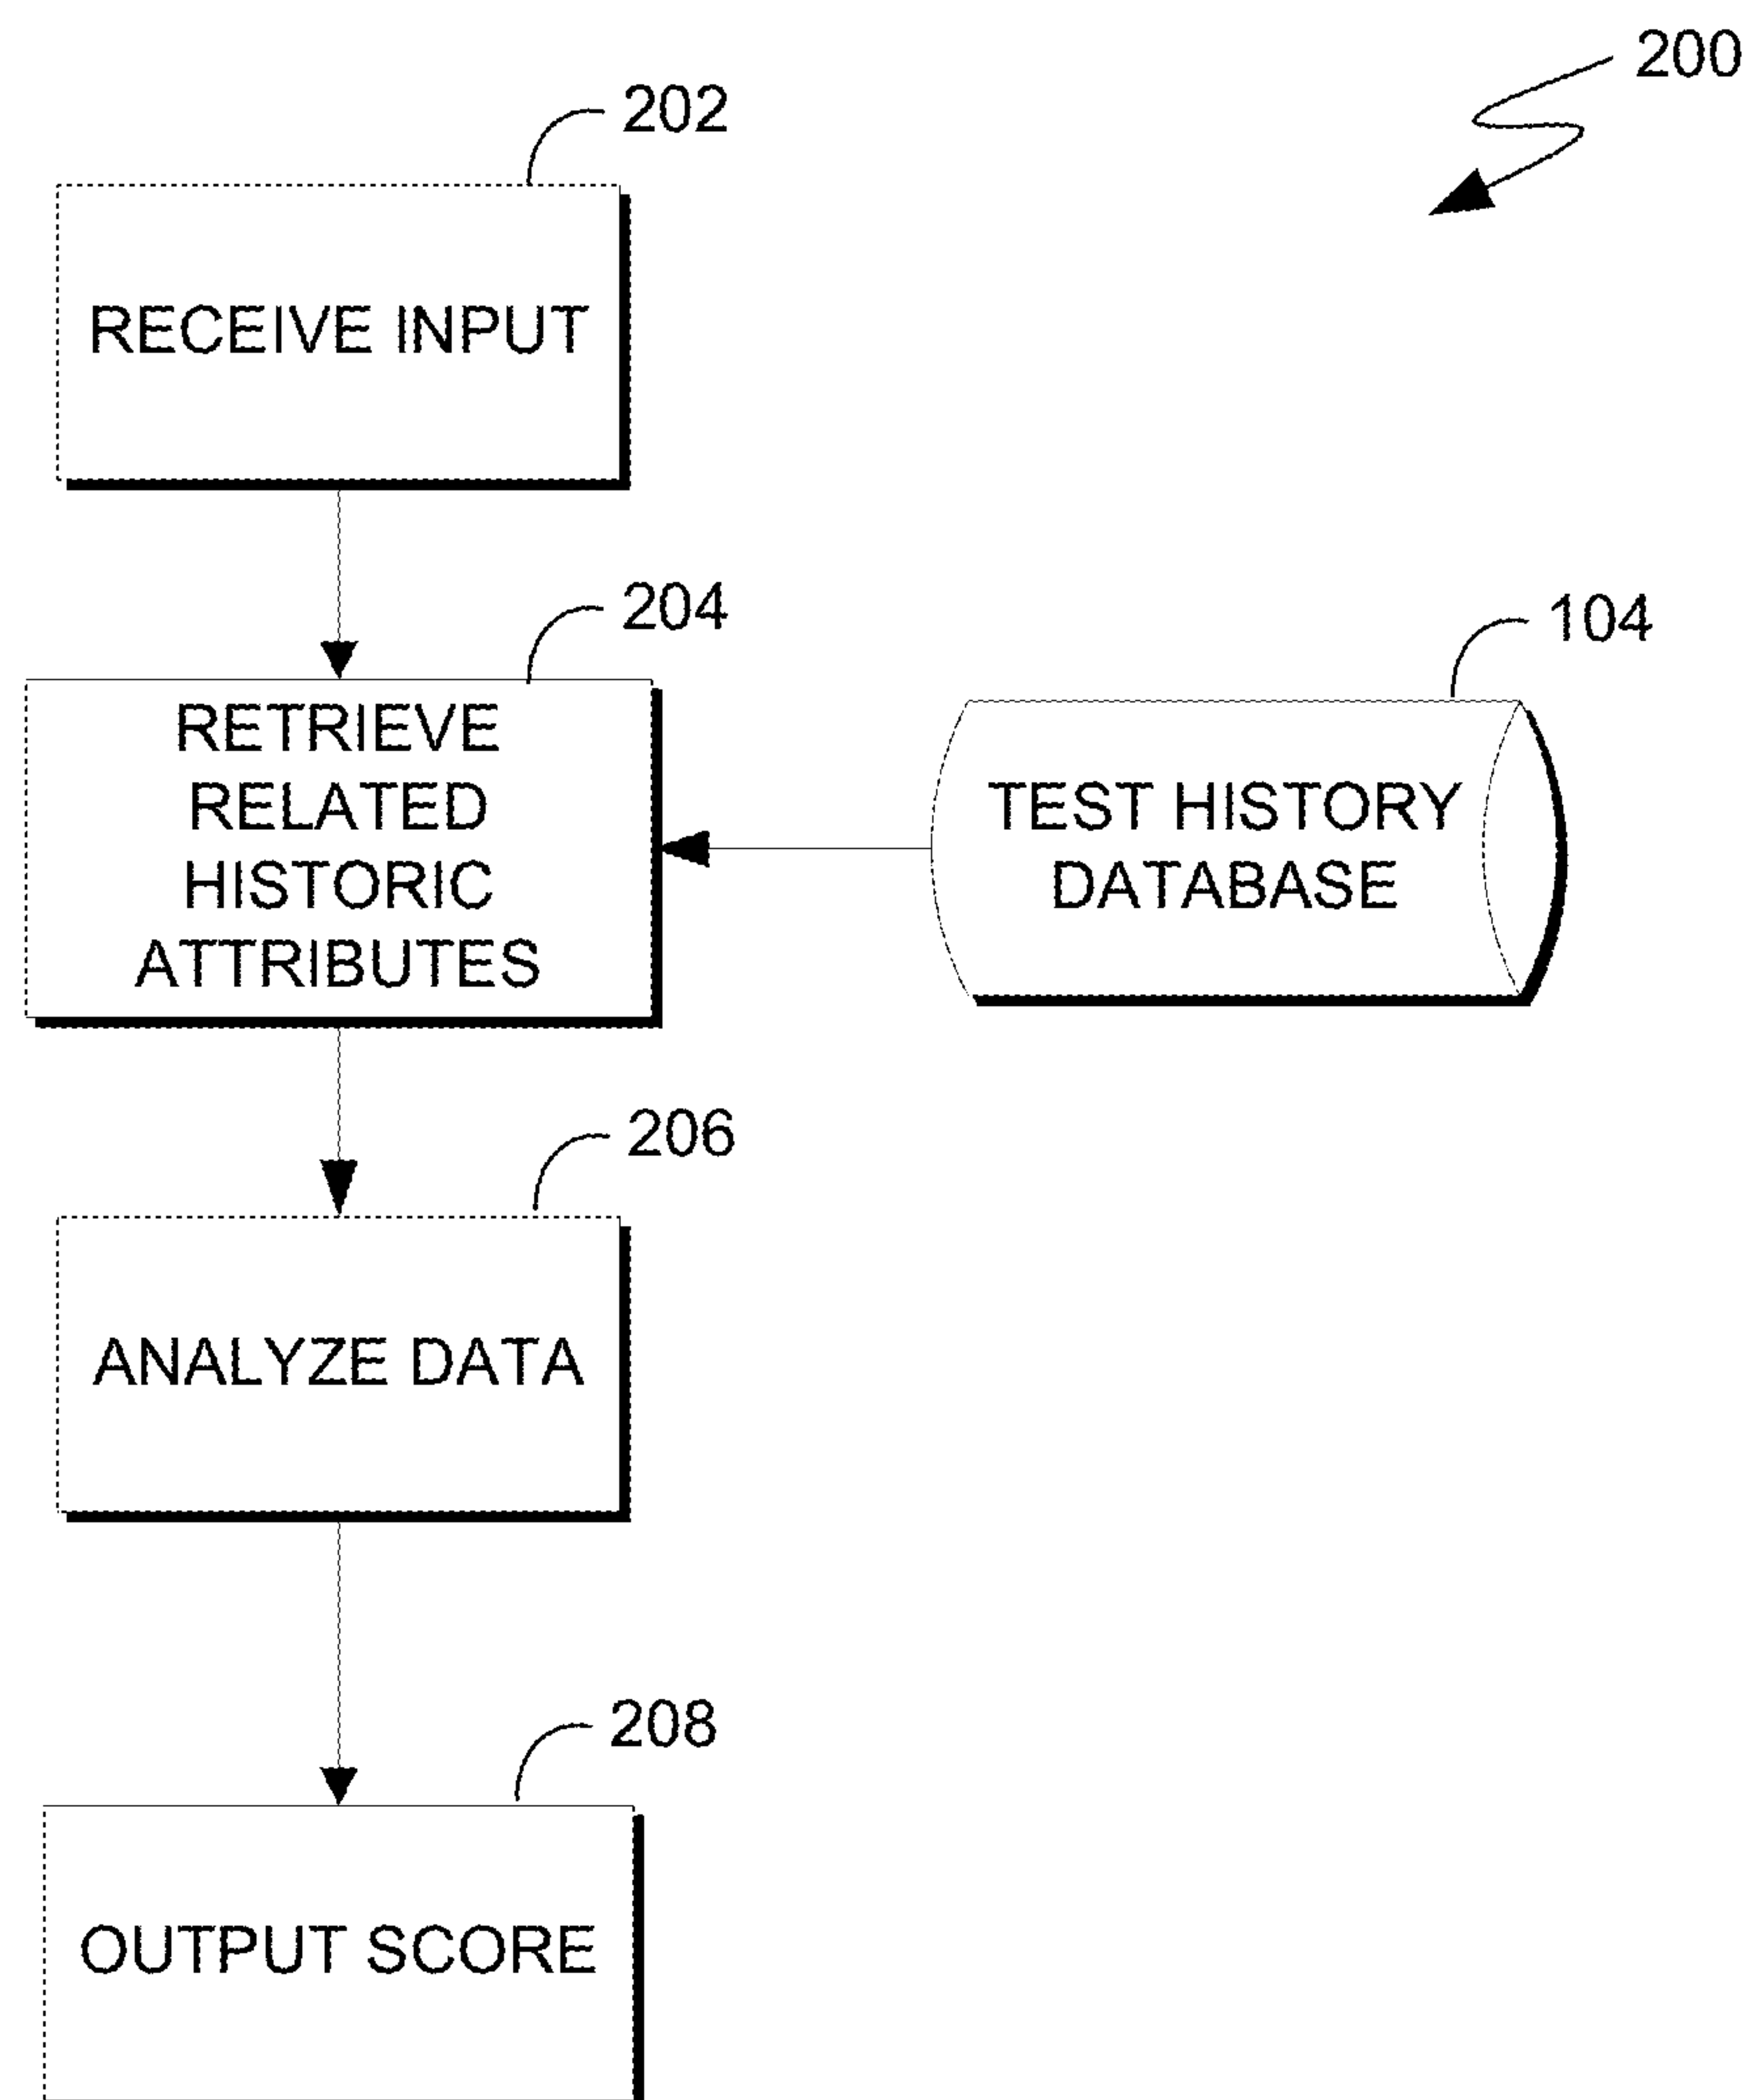 200
202
RECEIVE INPUT
204
RETRIEVE
RELATED
HISTORIC
ATTRIBUTES
104
TEST HISTORY
DATABASE
206
ANALYZE DATA
208
OUTPUT SCORE